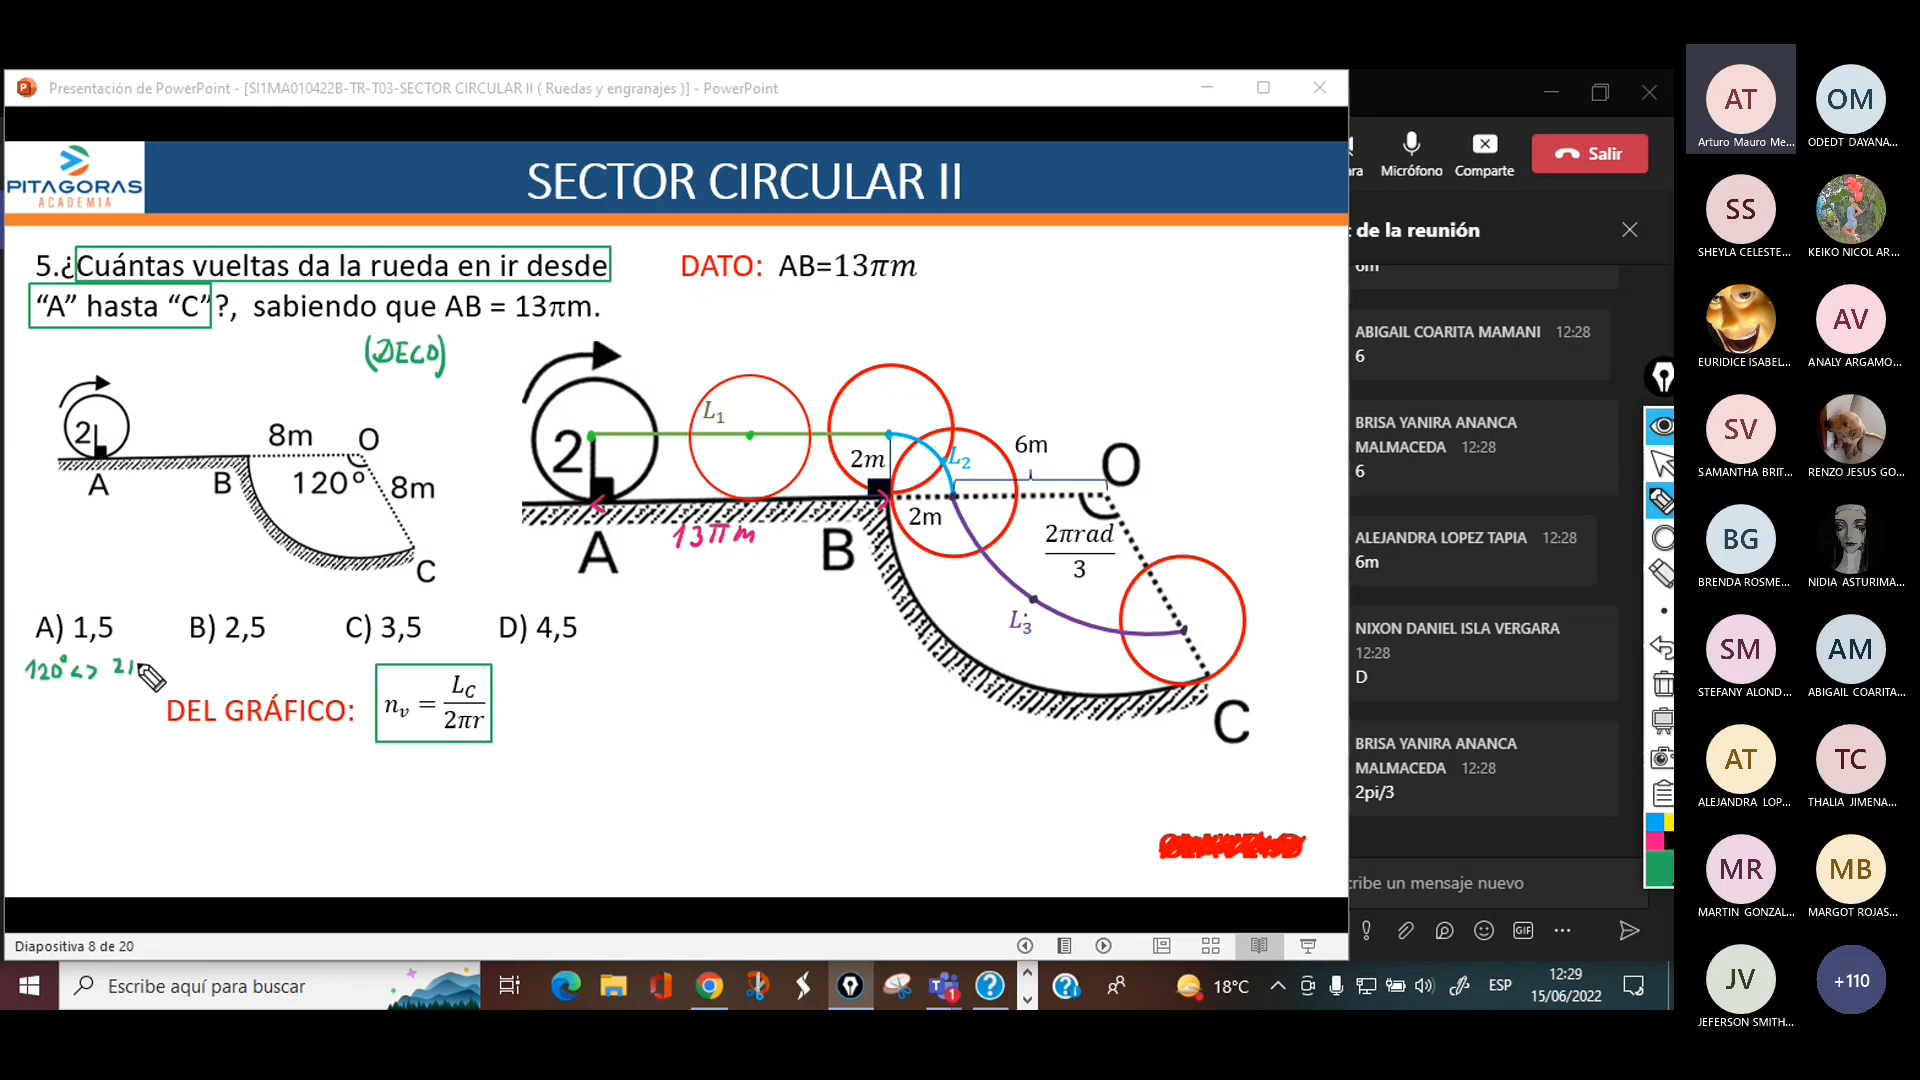 Presentación de PowerPoint - [SI1MA010422B-TR-T03-SECTOR CIRCULAR II ( Ruedas y engranajes )] - PowerPoint
PITAGORAS
ACADEMIA
SECTOR CIRCULAR II
5.¿Cuántas vueltas da la rueda en ir desde
“A” hasta “C”?, sabiendo que AB = 13πm.
DATO: AB=13πm
2
8m
O
120°
8m
A
B
C
2
L₁
2m
L₂
6m
O
2m
2πrad
3
13πm
A
B
L₃
C
A) 1,5 B) 2,5 C) 3,5 D) 4,5
120° <>
DEL GRÁFICO:
nᵥ = L_C
2πr
Diapositiva 8 de 20
Escribe aquí para buscar
18°C
ESP
12:29
15/06/2022
Micrófono
Comparte
Salir
de la reunión
6m
ABIGAIL COARITA MAMANI 12:28
6
BRISA YANIRA ANANCA
MALMACEDA 12:28
6
ALEJANDRA LOPEZ TAPIA 12:28
6m
NIXON DANIEL ISLA VERGARA
12:28
D
BRISA YANIRA ANANCA
MALMACEDA 12:28
2pi/3
cribe un mensaje nuevo
GIF
AT
Arturo Mauro Me...
OM
ODEDT DAYANA...
SS
SHEYLA CELESTE...
KEIKO NICOL AR...
EURIDICE ISABEL...
AV
ANALY ARGAMO...
SV
SAMANTHA BRIT...
RENZO JESUS GO...
BG
BRENDA ROSME...
NIDIA ASTURIMA...
SM
STEFANY ALOND...
AM
ABIGAIL COARITA...
AT
ALEJANDRA LOP...
TC
THALIA JIMENA...
MR
MARTIN GONZAL...
MB
MARGOT ROJAS...
JV
JEFERSON SMITH...
+110